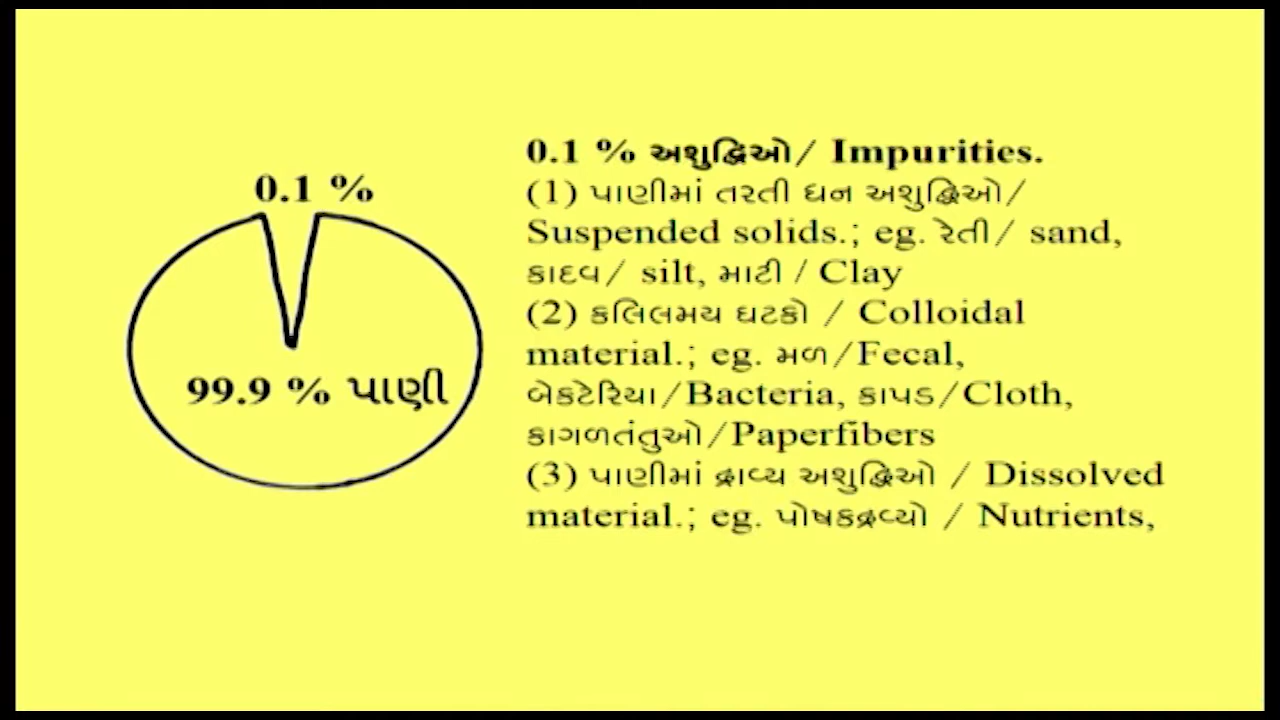 0.1 %
99.9 % પાણી
0.1 % અશુદ્ધિઓ/ Impurities.
(1) પાણીમાં તરતી ઘન અશુદ્ધિઓ/
Suspended solids.; eg. રેતી/ sand,
કાદવ/ silt, માટી / Clay
(2) કલિલમય ઘટકો / Colloidal
material.; eg. મળ/Fecal,
બેકટેરિયા/Bacteria, કાપડ/Cloth,
કાગળતંતુઓ/Paperfibers
(3) પાણીમાં દ્રાવ્ય અશુદ્ધિઓ / Dissolved
material.; eg. પોષકદ્રવ્યો / Nutrients,